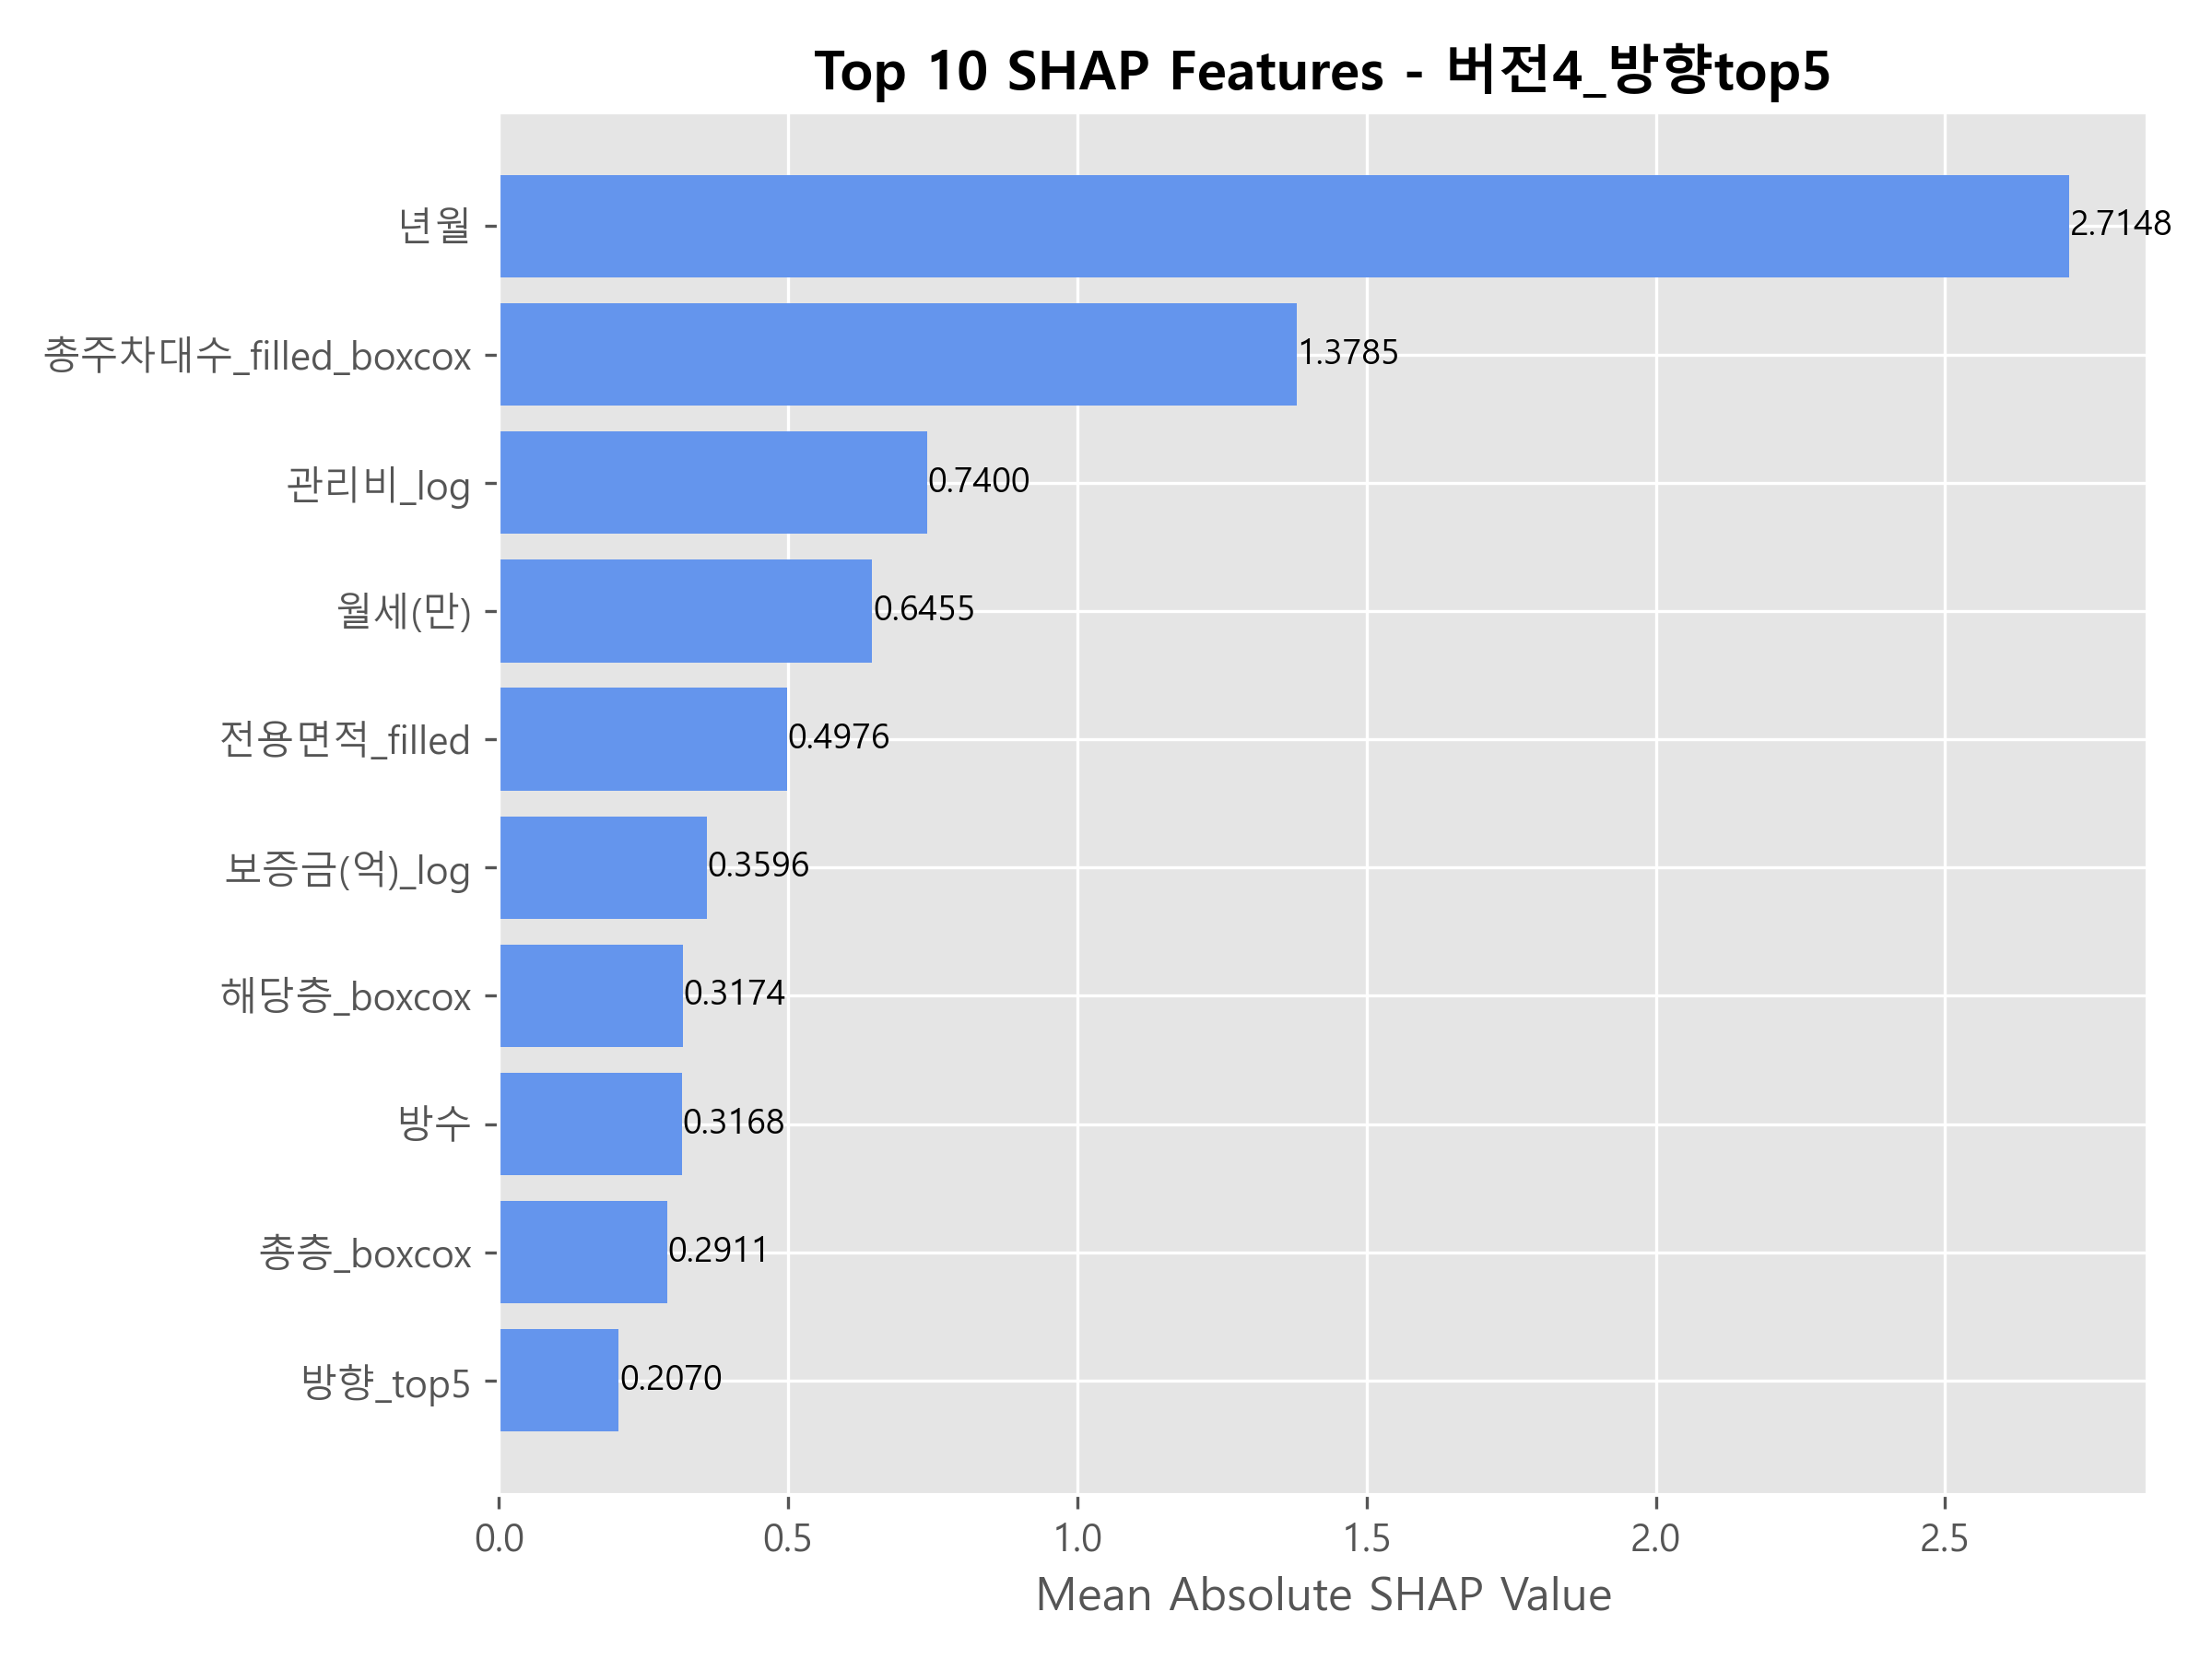 Top 10 SHAP Features - 버전4_방향top5
년월
2.7148
총주차대수_filled_boxcox
1.3785
관리비_log
0.7400
월세(만)
0.6455
전용면적_filled
0.4976
보증금(억)_log
0.3596
해당층_boxcox
0.3174
방수
0.3168
총층_boxcox
0.2911
방향_top5
0.2070
0.0 0.5 1.0 1.5 2.0 2.5
Mean Absolute SHAP Value